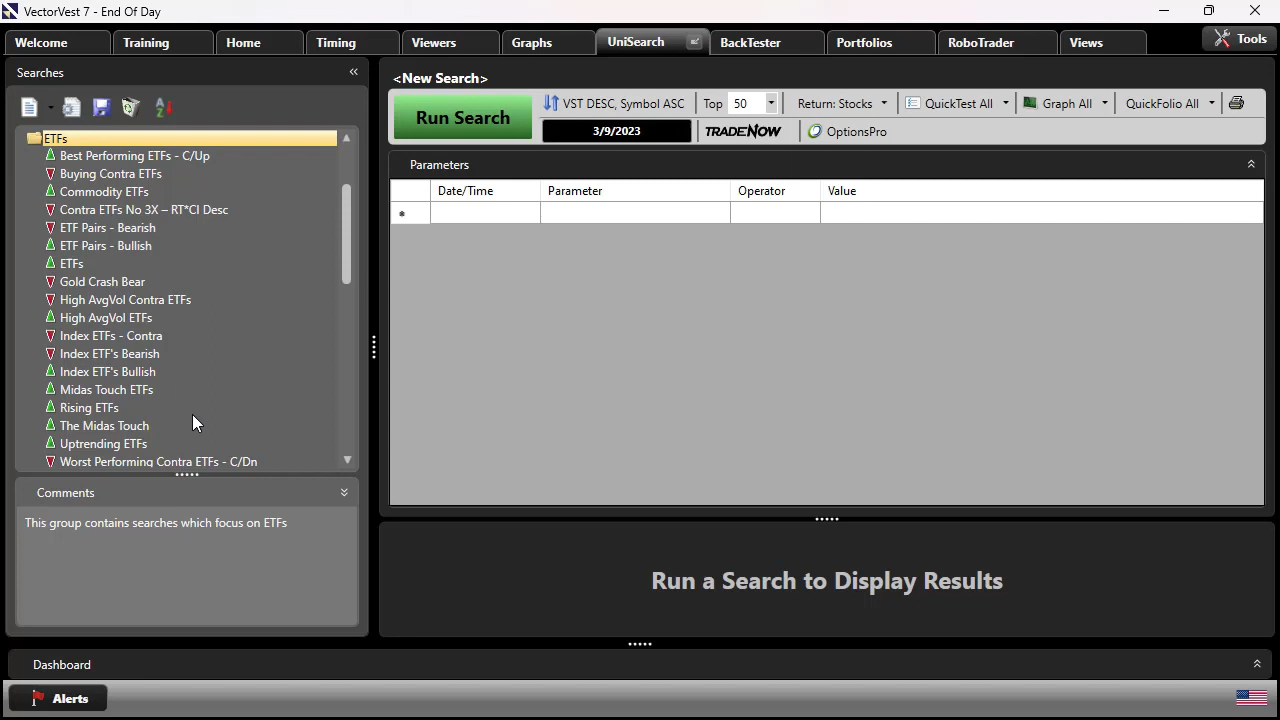 VectorVest 7 - End Of Day
Welcome
Training
Home
Timing
Viewers
Graphs
UniSearch
BackTester
Portfolios
RoboTrader
Views
Tools
Searches
ETFs
Best Performing ETFs - C/Up
Buying Contra ETFs
Commodity ETFs
Contra ETFs No 3X – RT*CI Desc
ETF Pairs - Bearish
ETF Pairs - Bullish
ETFs
Gold Crash Bear
High AvgVol Contra ETFs
High AvgVol ETFs
Index ETFs - Contra
Index ETF's Bearish
Index ETF's Bullish
Midas Touch ETFs
Rising ETFs
The Midas Touch
Uptrending ETFs
Worst Performing Contra ETFs - C/Dn
Comments
This group contains searches which focus on ETFs
<New Search>
Run Search
VST DESC, Symbol ASC
Top 50
Return: Stocks
QuickTest All
Graph All
QuickFolio All
3/9/2023
TRADENOW
OptionsPro
Parameters
Date/Time Parameter Operator Value
*
Run a Search to Display Results
Dashboard
Alerts